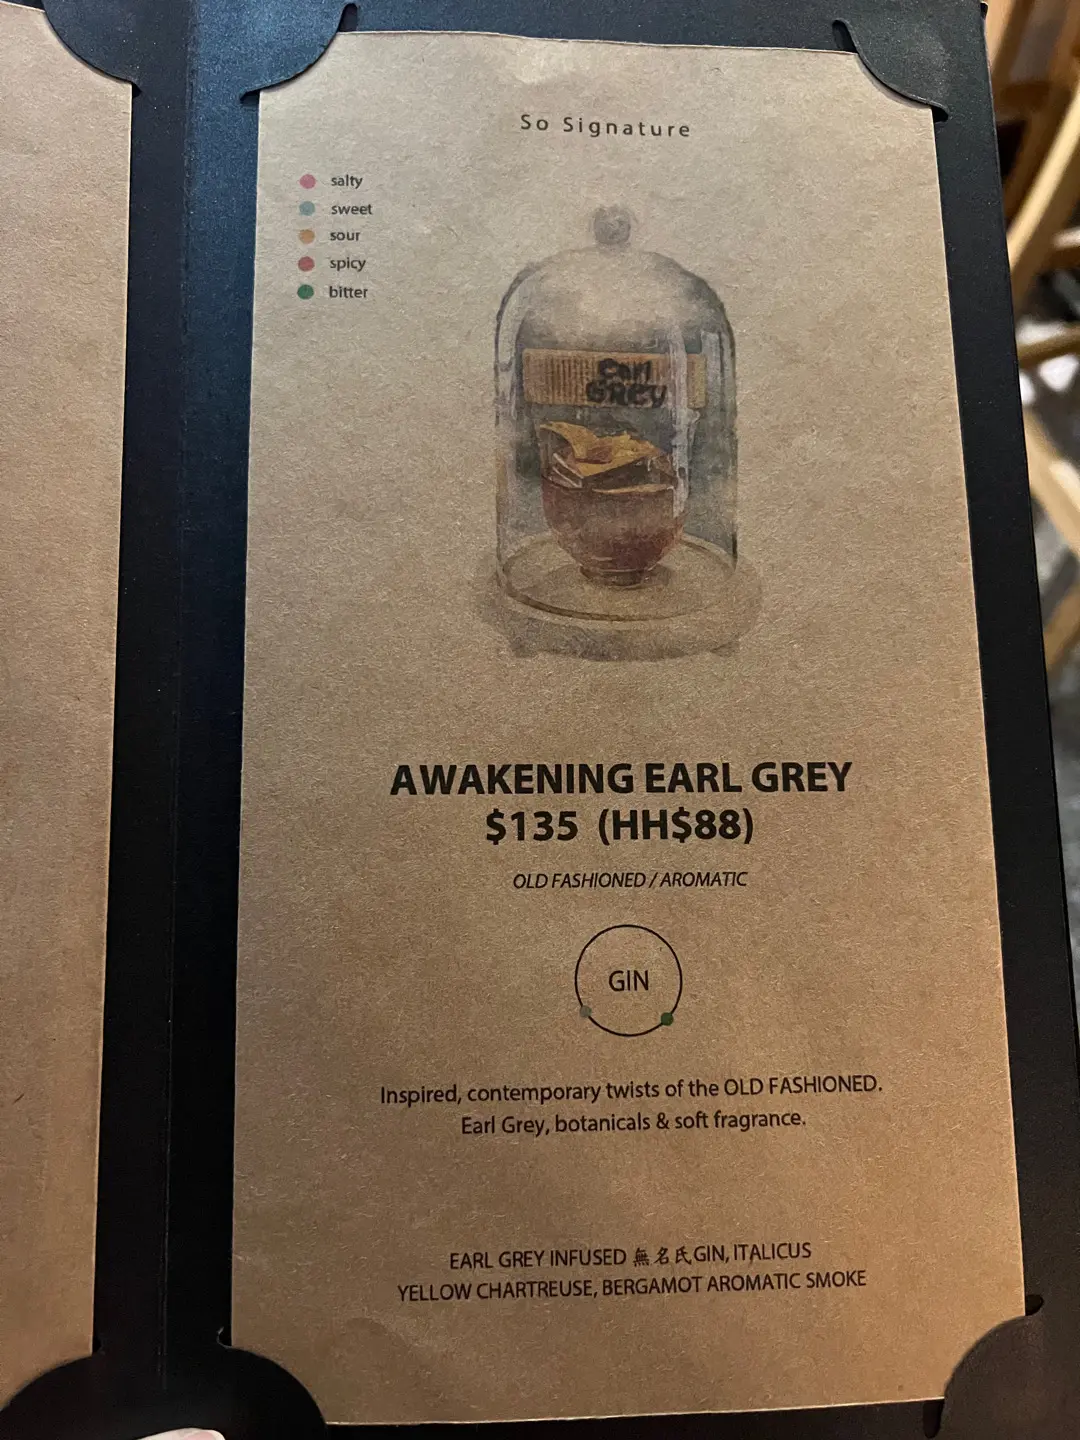 So Signature
salty
sweet
sour
spicy
bitter
Earl
GREY
AWAKENING EARL GREY
$135 (HH$88)
OLD FASHIONED / AROMATIC
GIN
Inspired, contemporary twists of the OLD FASHIONED.
Earl Grey, botanicals & soft fragrance.
EARL GREY INFUSED 無名氏GIN, ITALICUS
YELLOW CHARTREUSE, BERGAMOT AROMATIC SMOKE